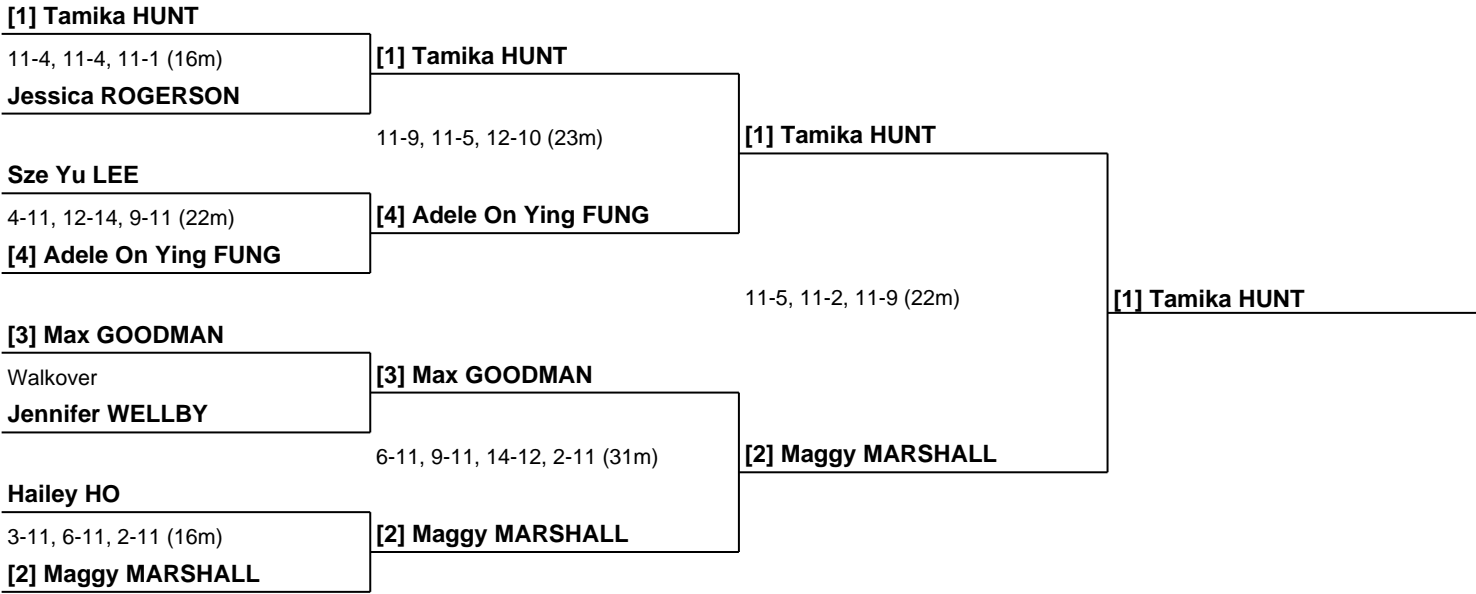 [1] Tamika HUNT
11-4, 11-4, 11-1 (16m)
Jessica ROGERSON
Sze Yu LEE
4-11, 12-14, 9-11 (22m)
[4] Adele On Ying FUNG
[3] Max GOODMAN
Walkover
Jennifer WELLBY
Hailey HO
3-11, 6-11, 2-11 (16m)
[2] Maggy MARSHALL
[1] Tamika HUNT
11-9, 11-5, 12-10 (23m)
[4] Adele On Ying FUNG
[3] Max GOODMAN
6-11, 9-11, 14-12, 2-11 (31m)
[2] Maggy MARSHALL
[1] Tamika HUNT
11-5, 11-2, 11-9 (22m)
[2] Maggy MARSHALL
[1] Tamika HUNT